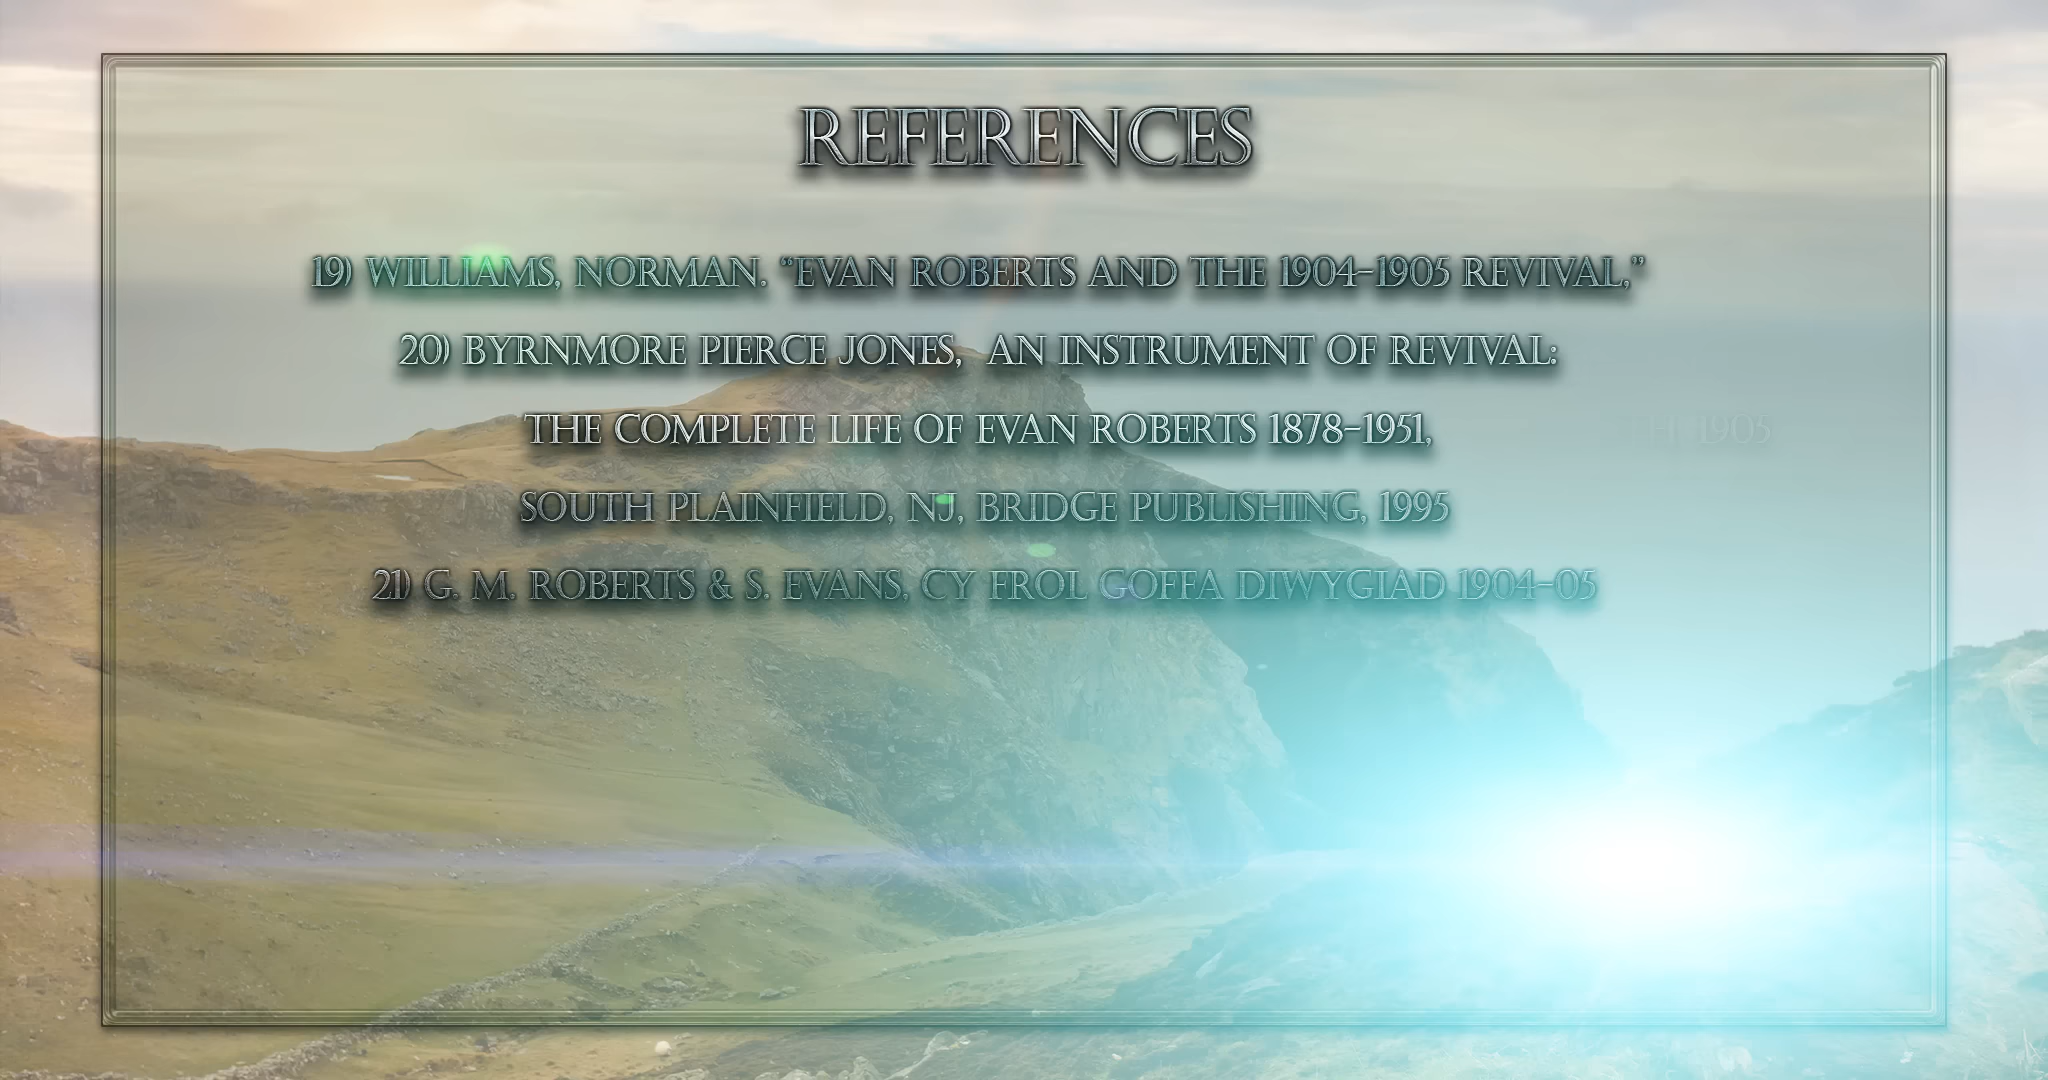 REFERENCES
19) WILLIAMS, NORMAN. “EVAN ROBERTS AND THE 1904-1905 REVIVAL,”
20) BYRNMORE PIERCE JONES, AN INSTRUMENT OF REVIVAL:
THE COMPLETE LIFE OF EVAN ROBERTS 1878-1951,
SOUTH PLAINFIELD, NJ, BRIDGE PUBLISHING, 1995
21) G. M. ROBERTS & S. EVANS, CY FROL GOFFA DIWYGIAD 1904-05
1905